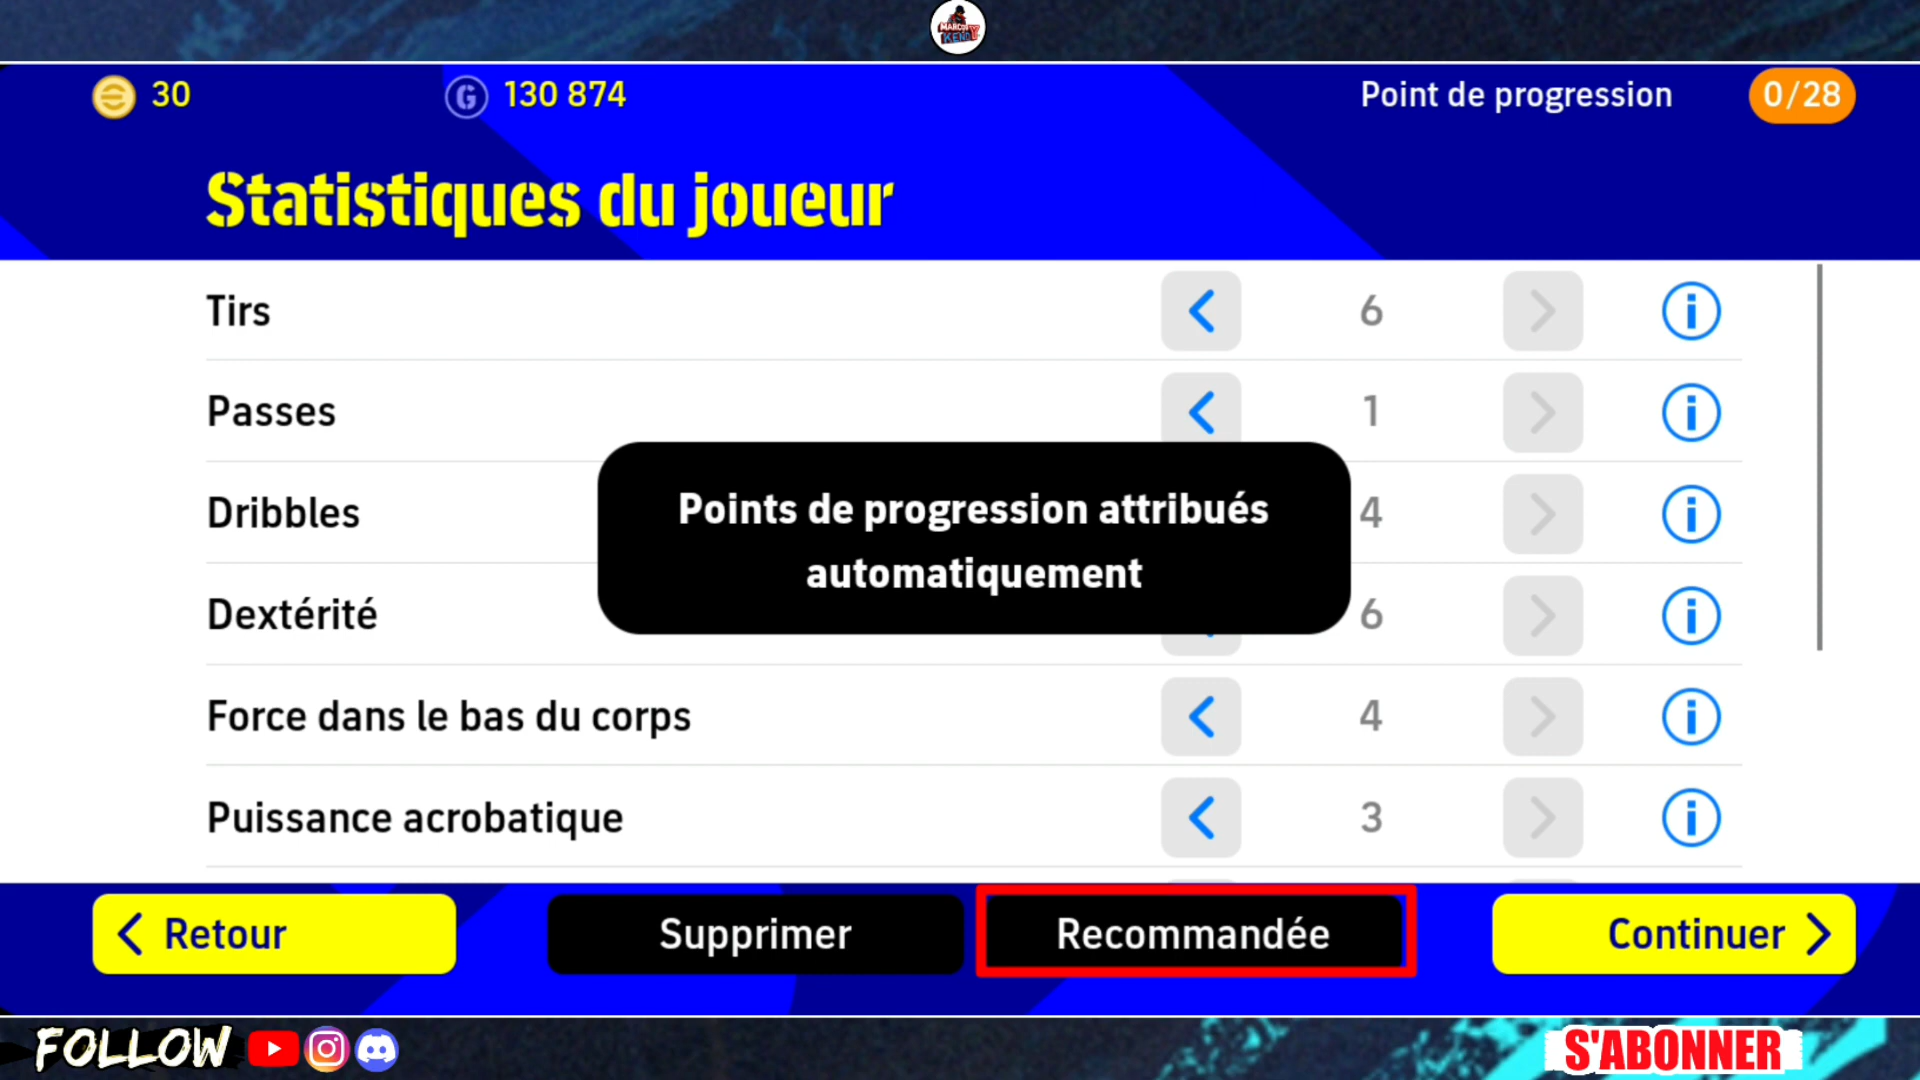 MARCO
KENDY
30
130 874
Point de progression
0/28
Statistiques du joueur
Tirs
6
Passes
1
Dribbles
4
Dextérité
6
Force dans le bas du corps
4
Puissance acrobatique
3
Points de progression attribués
automatiquement
Retour
Supprimer
Recommandée
Continuer
FOLLOW
S'ABONNER